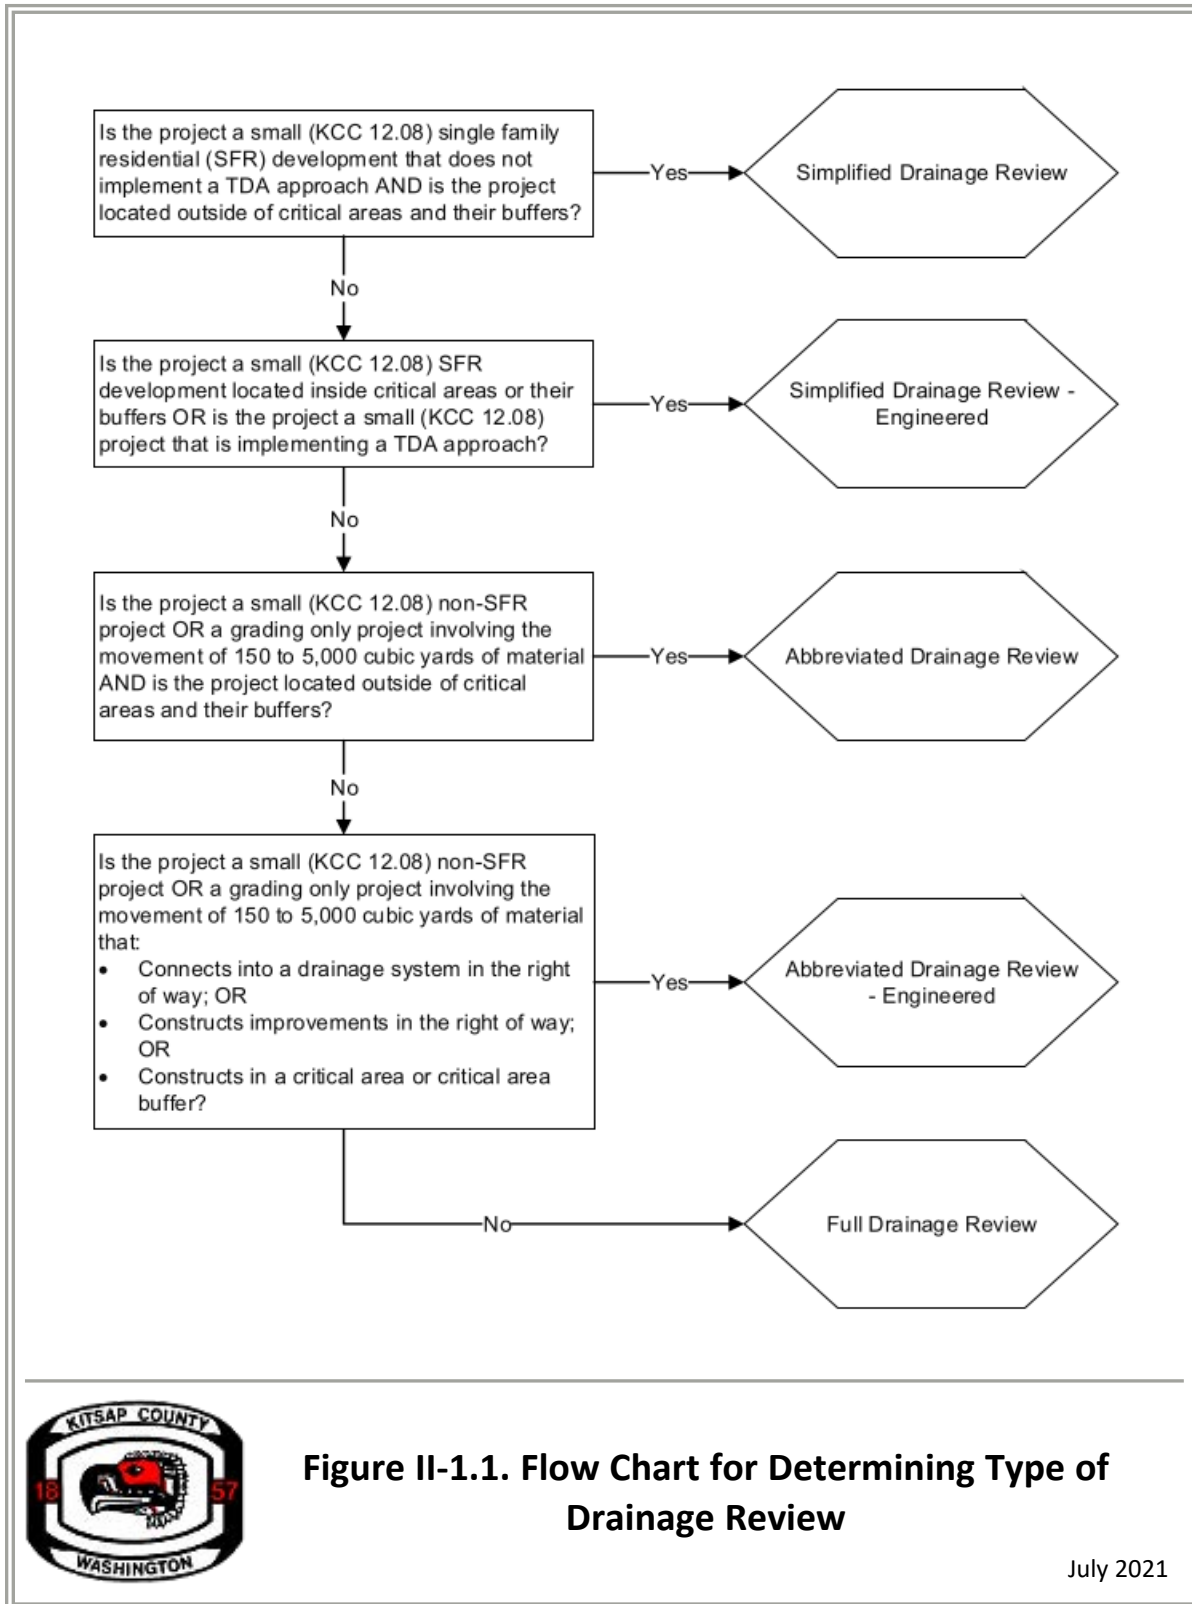 Is the project a small (KCC 12.08) single family
residential (SFR) development that does not
implement a TDA approach AND is the project
located outside of critical areas and their buffers?
Yes
Simplified Drainage Review
No
Is the project a small (KCC 12.08) SFR
development located inside critical areas or their
buffers OR is the project a small (KCC 12.08)
project that is implementing a TDA approach?
Yes
Simplified Drainage Review -
Engineered
No
Is the project a small (KCC 12.08) non-SFR
project OR a grading only project involving the
movement of 150 to 5,000 cubic yards of material
AND is the project located outside of critical
areas and their buffers?
Yes
Abbreviated Drainage Review
No
Is the project a small (KCC 12.08) non-SFR
project OR a grading only project involving the
movement of 150 to 5,000 cubic yards of material
that:
• Connects into a drainage system in the right
of way; OR
• Constructs improvements in the right of way;
OR
• Constructs in a critical area or critical area
buffer?
Yes
Abbreviated Drainage Review
- Engineered
No
Full Drainage Review
KITSAP COUNTY
18 57
WASHINGTON
Figure II-1.1. Flow Chart for Determining Type of
Drainage Review
July 2021